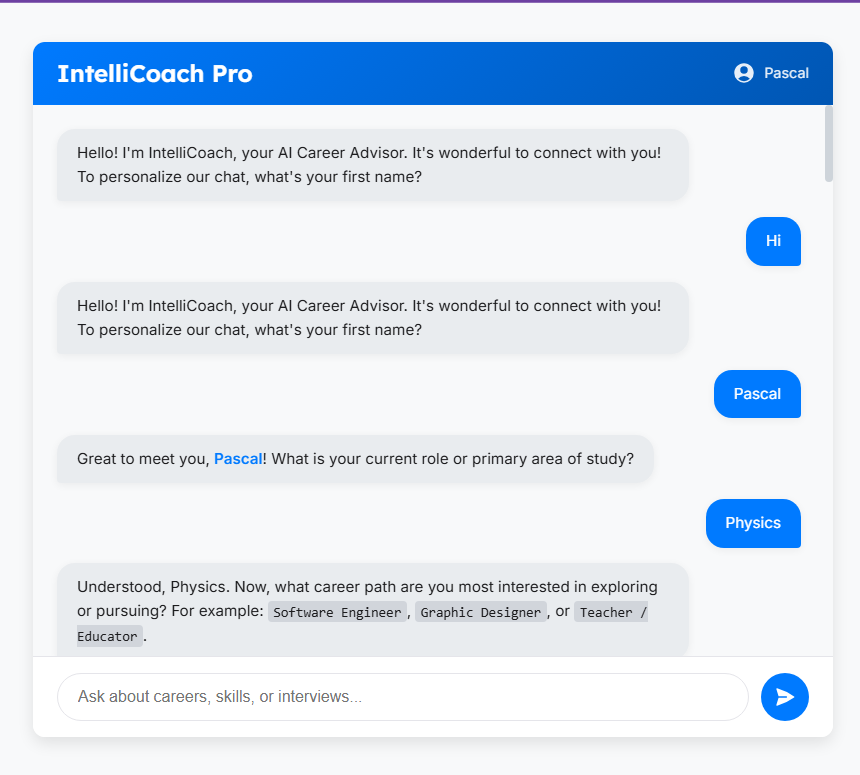 IntelliCoach Pro
Pascal
Hello! I'm IntelliCoach, your AI Career Advisor. It's wonderful to connect with you!
To personalize our chat, what's your first name?
Hi
Hello! I'm IntelliCoach, your AI Career Advisor. It's wonderful to connect with you!
To personalize our chat, what's your first name?
Pascal
Great to meet you, Pascal! What is your current role or primary area of study?
Physics
Understood, Physics. Now, what career path are you most interested in exploring
or pursuing? For example: Software Engineer, Graphic Designer, or Teacher /
Educator.
Ask about careers, skills, or interviews...